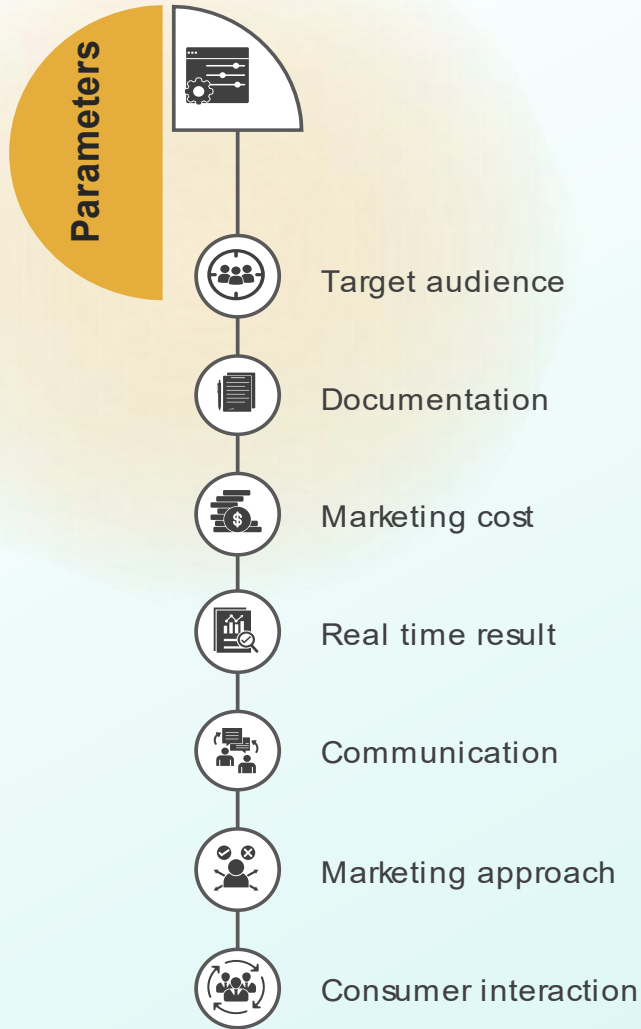 Parameters
Target audience
Documentation
Marketing cost
Real time result
Communication
Marketing approach
Consumer interaction